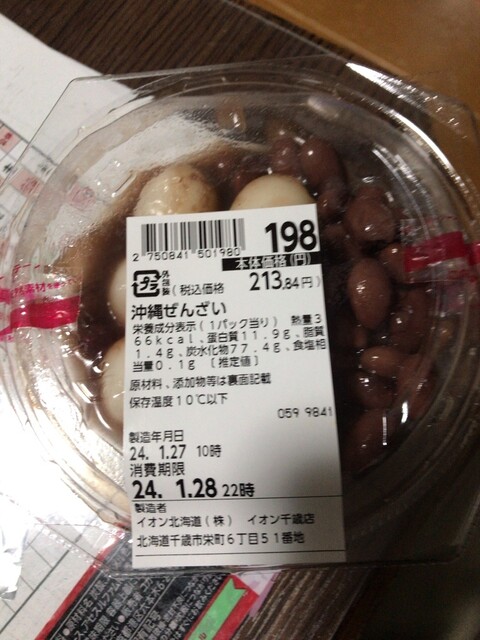 2 750841 501980
198
本体価格(円)
プラ
外装
(税込価格 213.84円)
沖縄ぜんざい
栄養成分表示(1パック当り) 熱量3
66kcal、蛋白質11.9g、脂質
1.4g、炭水化物77.4g、食塩相
当量0.1g [推定値]
原材料、添加物等は裏面記載
保存温度10℃以下
059 9841
製造年月日
24. 1.27 10時
消費期限
24. 1.28 22時
製造者
イオン北海道(株) イオン千歳店
北海道千歳市栄町6丁目51番地